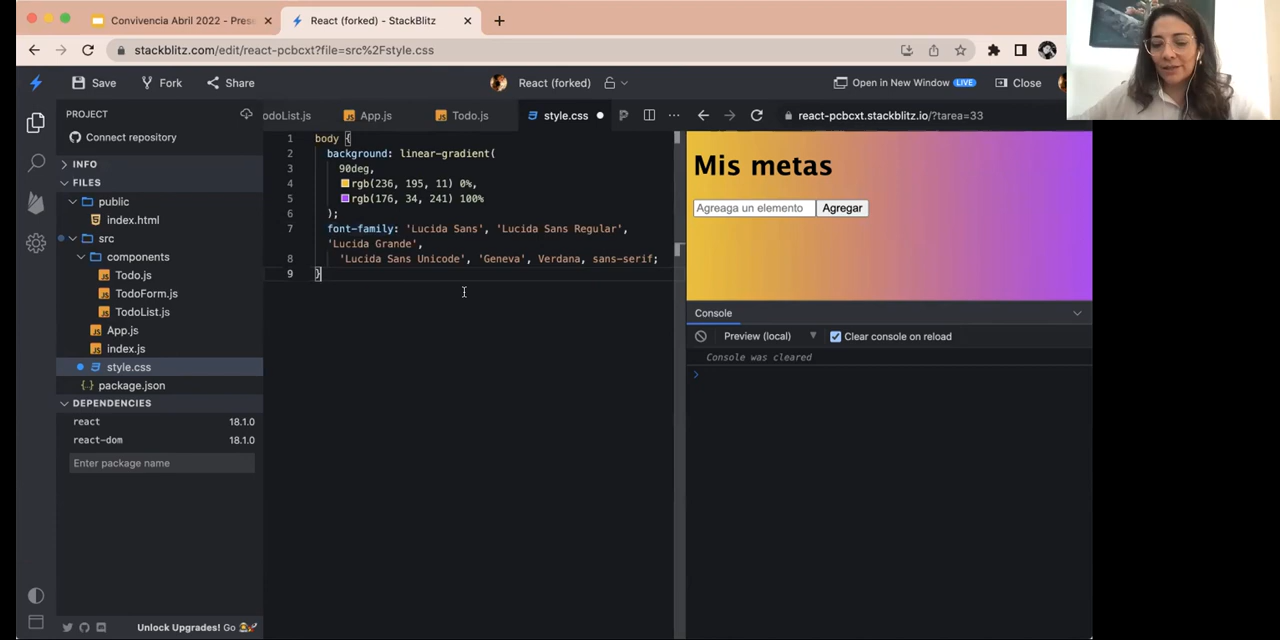 Convivencia Abril 2022 - Prese
React (forked) - StackBlitz
stackblitz.com/edit/react-pcbcxt?file=src%2Fstyle.css
Save
Fork
Share
React (forked)
Open in New Window LIVE
Close
PROJECT
Connect repository
INFO
FILES
public
index.html
src
components
Todo.js
TodoForm.js
TodoList.js
App.js
index.js
style.css
package.json
DEPENDENCIES
react 18.1.0
react-dom 18.1.0
Enter package name
Unlock Upgrades! Go
odoList.js
App.js
Todo.js
style.css
react-pcbcxt.stackblitz.io/?tarea=33
1 body {
2 background: linear-gradient(
3 90deg,
4 rgb(236, 195, 11) 0%,
5 rgb(176, 34, 241) 100%
6 );
7 font-family: 'Lucida Sans', 'Lucida Sans Regular',
'Lucida Grande',
8 'Lucida Sans Unicode', 'Geneva', Verdana, sans-serif;
9 }
Mis metas
Agreaga un elemento
Agregar
Console
Preview (local)
Clear console on reload
Console was cleared